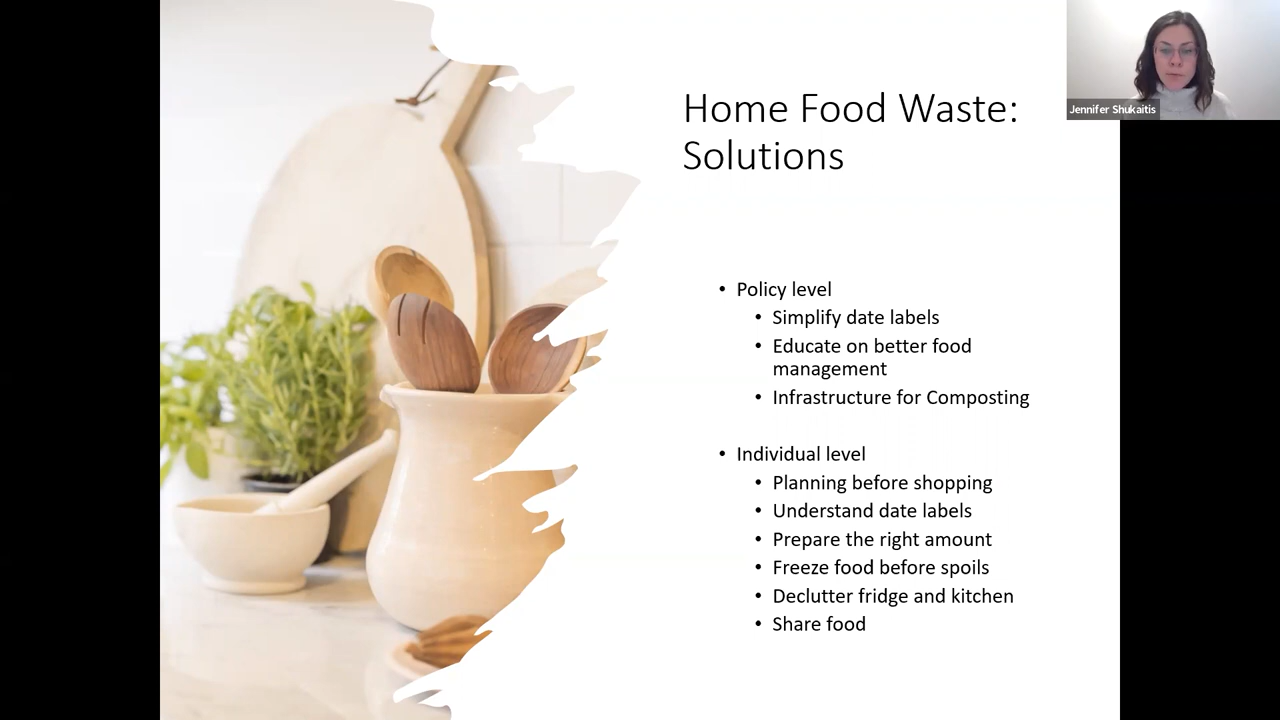 Home Food Waste:
Solutions
Jennifer Shukaitis
• Policy level
• Simplify date labels
• Educate on better food
management
• Infrastructure for Composting
• Individual level
• Planning before shopping
• Understand date labels
• Prepare the right amount
• Freeze food before spoils
• Declutter fridge and kitchen
• Share food